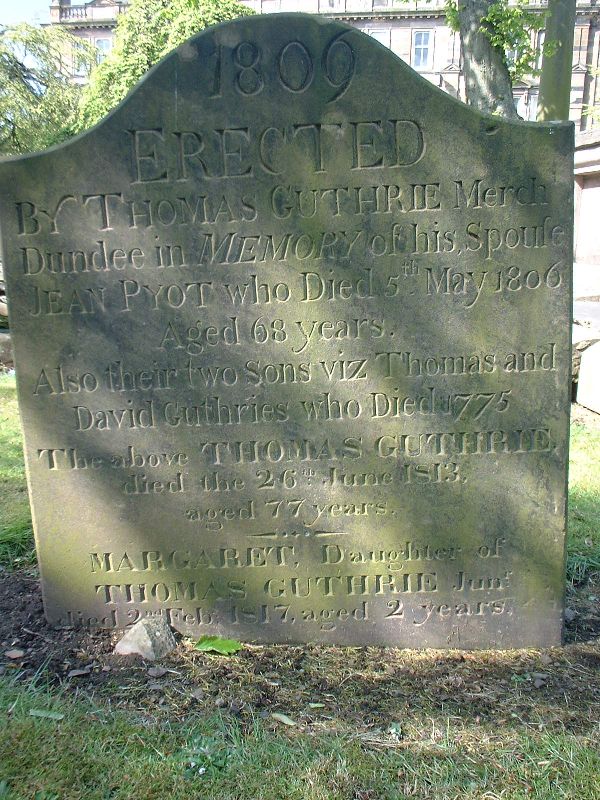 1809
ERECTED
BY THOMAS GUTHRIE Merch
Dundee in MEMORY of his Spouſe
JEAN PYOT who Died 5th May 1806
Aged 68 years.
Also their two Sons viz Thomas and
David Guthries who Died 1775
The above THOMAS GUTHRIE,
died the 26th June 1813,
aged 77 years.
MARGARET, Daughter of
THOMAS GUTHRIE Junr
died 2nd Feb. 1817, aged 2 years.